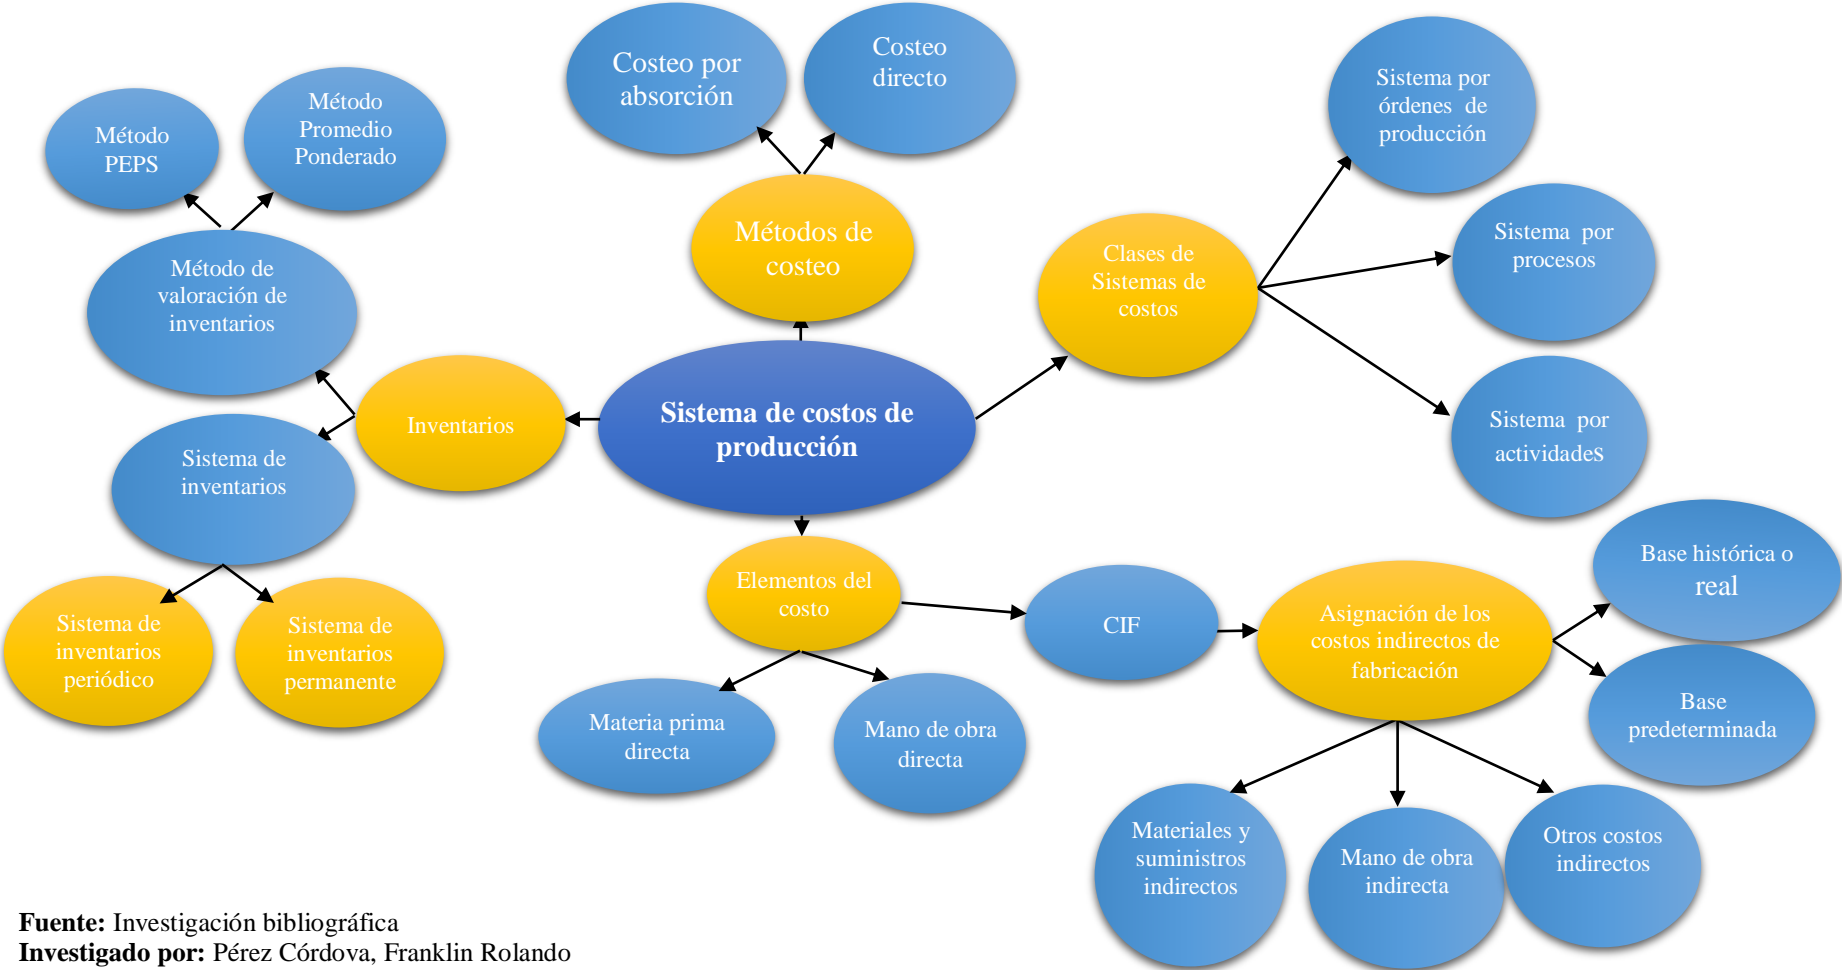 Costeo por
absorción
Costeo
directo
Sistema por
órdenes de
producción
Método
PEPS
Método
Promedio
Ponderado
Métodos de
costeo
Clases de
Sistemas de
costos
Sistema por
procesos
Método de
valoración de
inventarios
Inventarios
Sistema de costos de
producción
Sistema por
actividades
Sistema de
inventarios
Sistema de
inventarios
periódico
Sistema de
inventarios
permanente
Elementos del
costo
CIF
Asignación de los
costos indirectos de
fabricación
Base histórica o
real
Base
predeterminada
Materia prima
directa
Mano de obra
directa
Materiales y
suministros
indirectos
Mano de obra
indirecta
Otros costos
indirectos
Fuente: Investigación bibliográfica
Investigado por: Pérez Córdova, Franklin Rolando